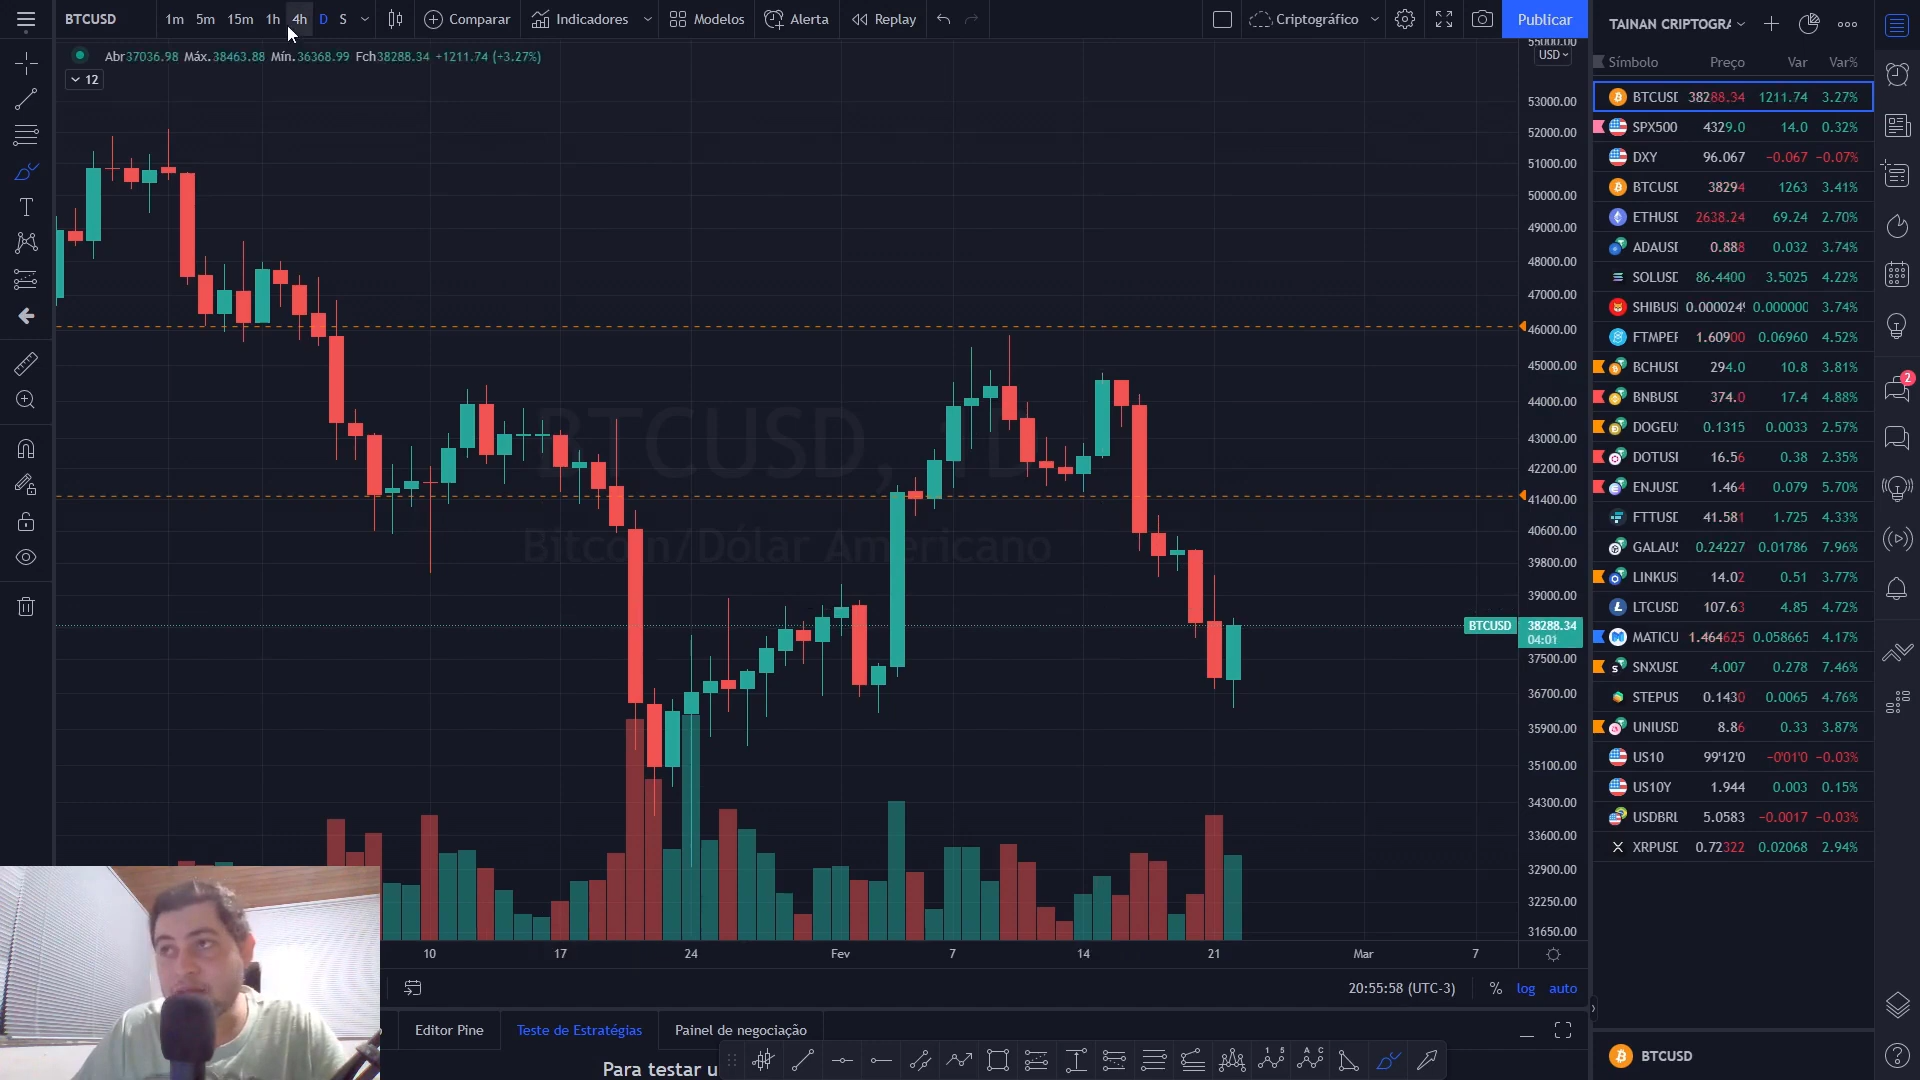 BTCUSD 1m 5m 15m 1h 4h D S Comparar Indicadores Modelos Alerta Replay Criptográfico Publicar
TAINAN CRIPTOGRA
Abr37036.98 Máx.38463.88 Mín.36368.99 Fch38288.34 +1211.74 (+3.27%)
12
55000.00
USD
53000.00
52000.00
51000.00
50000.00
49000.00
48000.00
47000.00
46000.00
45000.00
44000.00
43000.00
42200.00
41400.00
40600.00
39800.00
39000.00
BTCUSD 38288.34
04:01
37500.00
36700.00
35900.00
35100.00
34300.00
33600.00
32900.00
32250.00
31650.00
BTCUSD, 1D
Bitcoin/Dólar Americano
10 17 24 Fev 7 14 21 Mar 7
20:55:58 (UTC-3) % log auto
Editor Pine Teste de Estratégias Painel de negociação
Para testar u
Símbolo Preço Var Var%
BTCUSD 38288.34 1211.74 3.27%
SPX500 4329.0 14.0 0.32%
DXY 96.067 −0.067 −0.07%
BTCUSD 38294 1263 3.41%
ETHUSD 2638.24 69.24 2.70%
ADAUSD 0.888 0.032 3.74%
SOLUSD 86.4400 3.5025 4.22%
SHIBUS 0.0000249 0.000000 3.74%
FTMPER 1.60900 0.06960 4.52%
BCHUSD 294.0 10.8 3.81%
BNBUSD 374.0 17.4 4.88%
DOGEUS 0.1315 0.0033 2.57%
DOTUSD 16.56 0.38 2.35%
ENJUSD 1.464 0.079 5.70%
FTTUSD 41.581 1.725 4.33%
GALAUS 0.24227 0.01786 7.96%
LINKUS 14.02 0.51 3.77%
LTCUSD 107.63 4.85 4.72%
MATICU 1.464625 0.058665 4.17%
SNXUSD 4.007 0.278 7.46%
STEPUS 0.1430 0.0065 4.76%
UNIUSD 8.86 0.33 3.87%
US10 99'12'0 −0'01'0 −0.03%
US10Y 1.944 0.003 0.15%
USDBRL 5.0583 −0.0017 −0.03%
XRPUSD 0.72322 0.02068 2.94%
BTCUSD
2